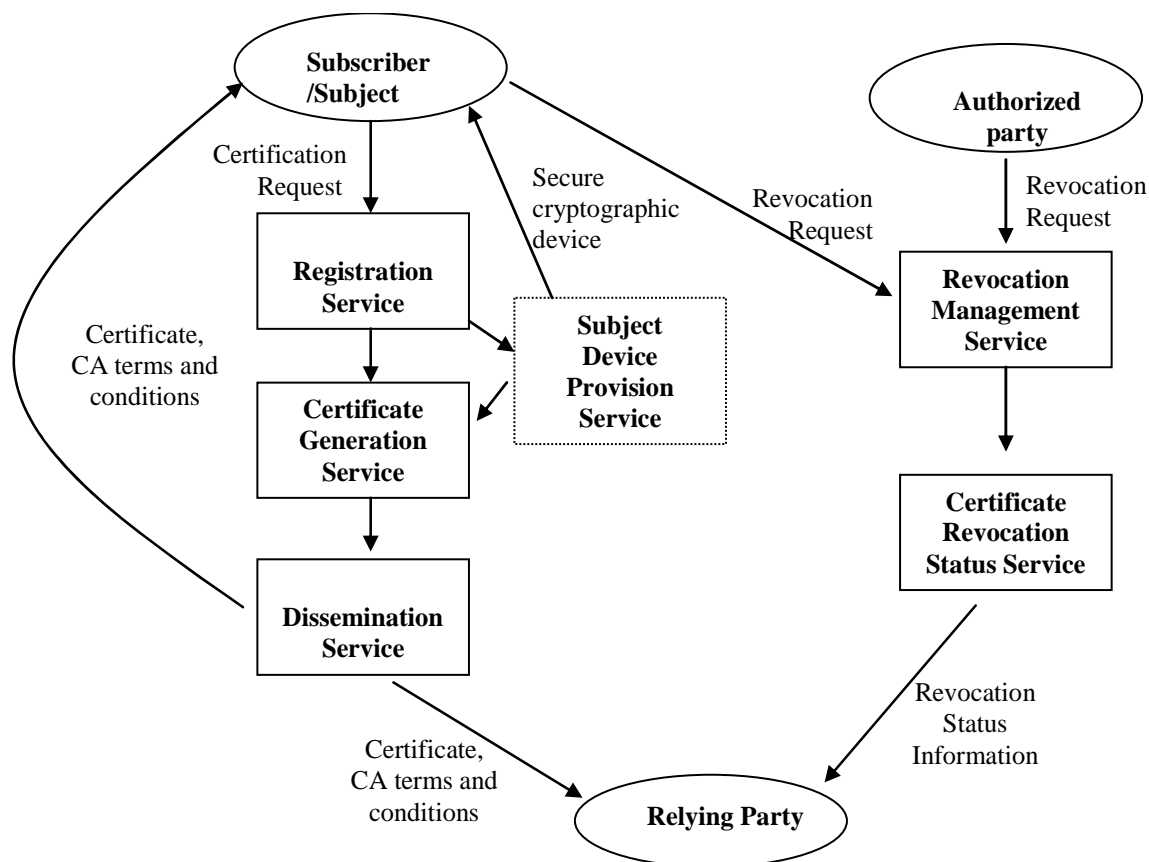 Subscriber
/Subject
Authorized
party
Certification
Request
Secure
cryptographic
device
Revocation
Request
Revocation
Request
Registration
Service
Subject
Device
Provision
Service
Revocation
Management
Service
Certificate,
CA terms and
conditions
Certificate
Generation
Service
Certificate
Revocation
Status Service
Dissemination
Service
Revocation
Status
Information
Certificate,
CA terms and
conditions
Relying Party